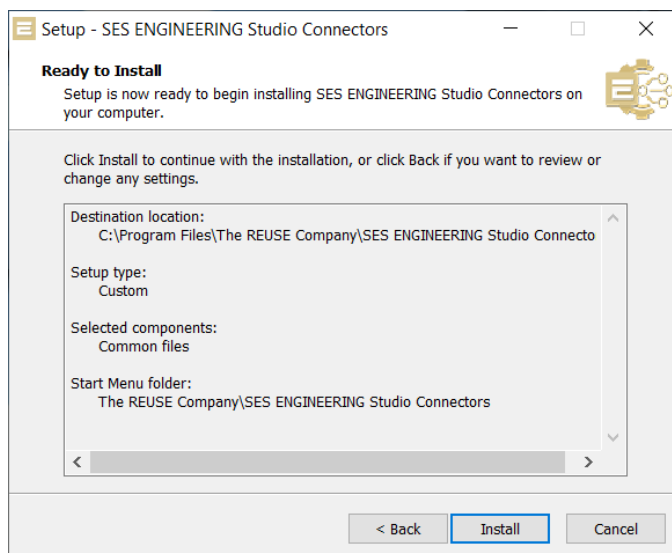 Setup - SES ENGINEERING Studio Connectors
Ready to Install
Setup is now ready to begin installing SES ENGINEERING Studio Connectors on
your computer.
Click Install to continue with the installation, or click Back if you want to review or
change any settings.
Destination location:
C:\Program Files\The REUSE Company\SES ENGINEERING Studio Connecto
Setup type:
Custom
Selected components:
Common files
Start Menu folder:
The REUSE Company\SES ENGINEERING Studio Connectors
< Back
Install
Cancel